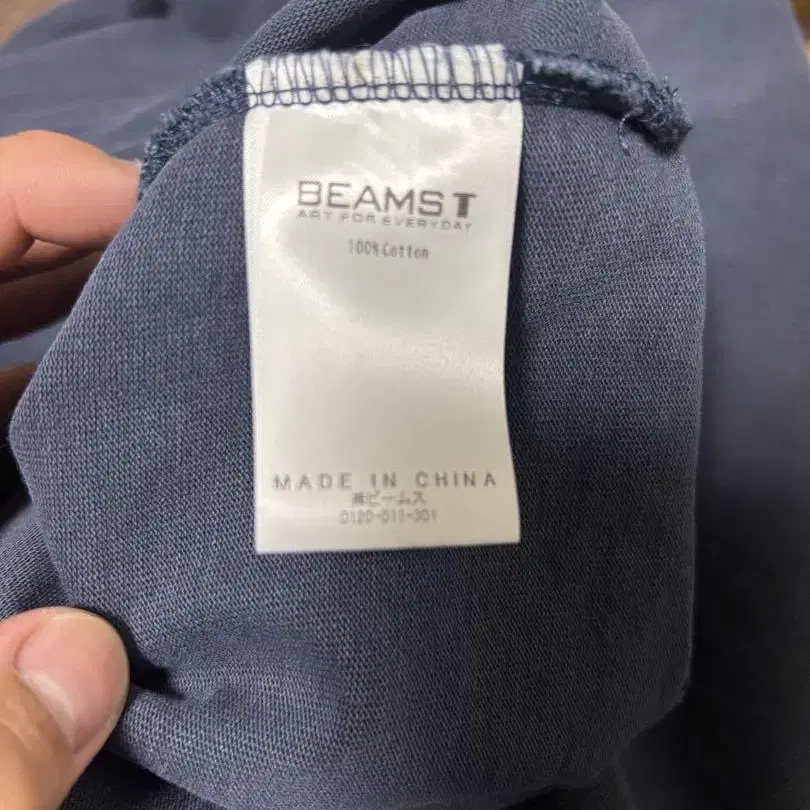 BEAMS T
ART FOR EVERYDAY
100% Cotton
MADE IN CHINA
㈱ビームス
0120-011-301